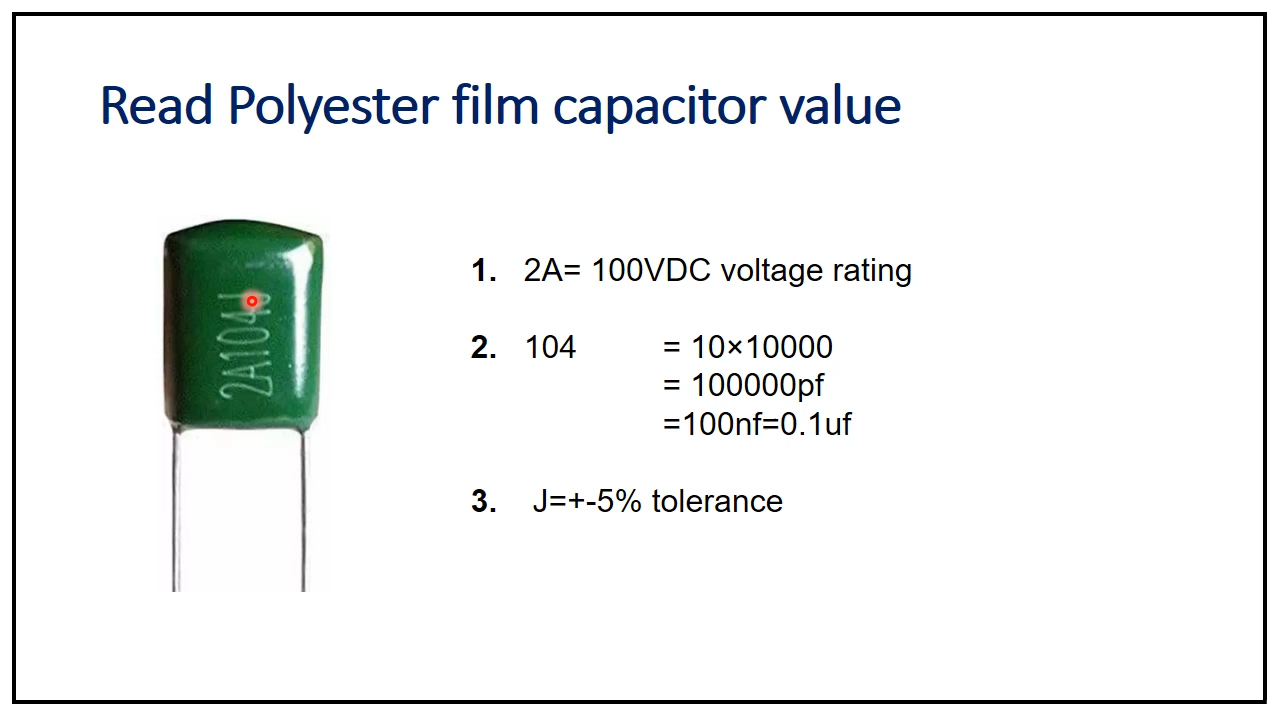 Read Polyester film capacitor value
2A104J
1. 2A= 100VDC voltage rating
2. 104 = 10×10000
= 100000pf
=100nf=0.1uf
3. J=+-5% tolerance